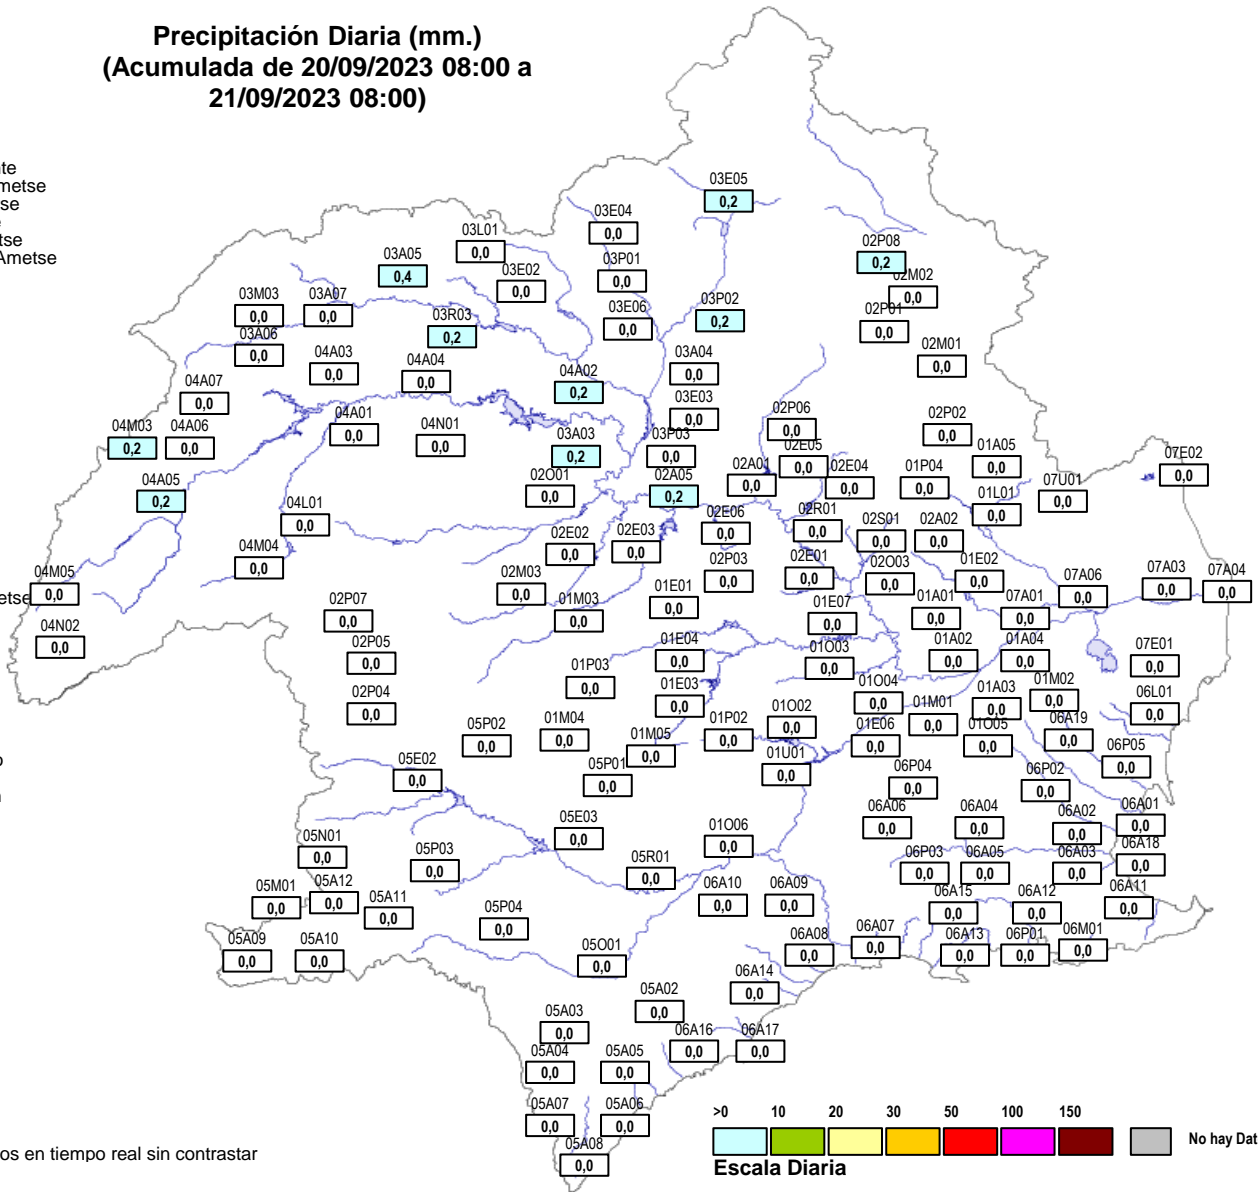 Precipitación Diaria (mm.)
(Acumulada de 20/09/2023 08:00 a
21/09/2023 08:00)
nte
metse
tse
e
tse
Ametse
03E05
0,2
03E04
0,0
03L01
0,0
03A05
0,4
03P01
0,0
03E02
0,0
02P08
0,2
02M02
0,0
03M03
0,0
03A07
0,0
03R03
0,2
03E06
0,0
03P02
0,2
02P01
0,0
03A06
0,0
04A03
0,0
04A04
0,0
03A04
0,0
02M01
0,0
04A07
0,0
04A02
0,2
03E03
0,0
04M03
0,2
04A06
0,0
04A01
0,0
04N01
0,0
03A03
0,2
03P03
0,0
02P06
0,0
02P02
0,0
02E05
0,0
01A05
0,0
07E02
0,0
04A05
0,2
02O01
0,0
02A05
0,2
02A01
0,0
02E04
0,0
01P04
0,0
07U01
0,0
04L01
0,0
01L01
0,0
02E06
0,0
02R01
0,0
02S01
0,0
02A02
0,0
04M04
0,0
02E02
0,0
02E03
0,0
02P03
0,0
02E01
0,0
02O03
0,0
01E02
0,0
04M05
0,0
etse
02M03
0,0
07A06
0,0
07A03
0,0
07A04
0,0
02P07
0,0
01M03
0,0
01E01
0,0
01E07
0,0
01A01
0,0
07A01
0,0
04N02
0,0
02P05
0,0
01E04
0,0
01O03
0,0
01A02
0,0
01A04
0,0
07E01
0,0
01P03
0,0
01E03
0,0
01O04
0,0
01A03
0,0
01M02
0,0
06L01
0,0
02P04
0,0
05P02
0,0
01M04
0,0
01M05
0,0
01P02
0,0
01O02
0,0
01E06
0,0
01M01
0,0
01O05
0,0
06A19
0,0
o
n
05E02
0,0
05P01
0,0
01U01
0,0
06P04
0,0
06P02
0,0
06P05
0,0
05E03
0,0
01O06
0,0
06A06
0,0
06A04
0,0
06A02
0,0
06A01
0,0
05N01
0,0
05P03
0,0
05R01
0,0
06P03
0,0
06A05
0,0
06A03
0,0
06A18
0,0
05M01
0,0
05A12
0,0
05A11
0,0
05P04
0,0
06A10
0,0
06A09
0,0
06A15
0,0
06A12
0,0
06A11
0,0
05A09
0,0
05A10
0,0
05O01
0,0
06A08
0,0
06A07
0,0
06A13
0,0
06P01
0,0
06M01
0,0
06A14
0,0
05A02
0,0
05A03
0,0
06A16
0,0
06A17
0,0
05A04
0,0
05A05
0,0
05A07
0,0
05A06
0,0
05A08
0,0
os en tiempo real sin contrastar
>0 10 20 30 50 100 150
No hay Dat
Escala Diaria